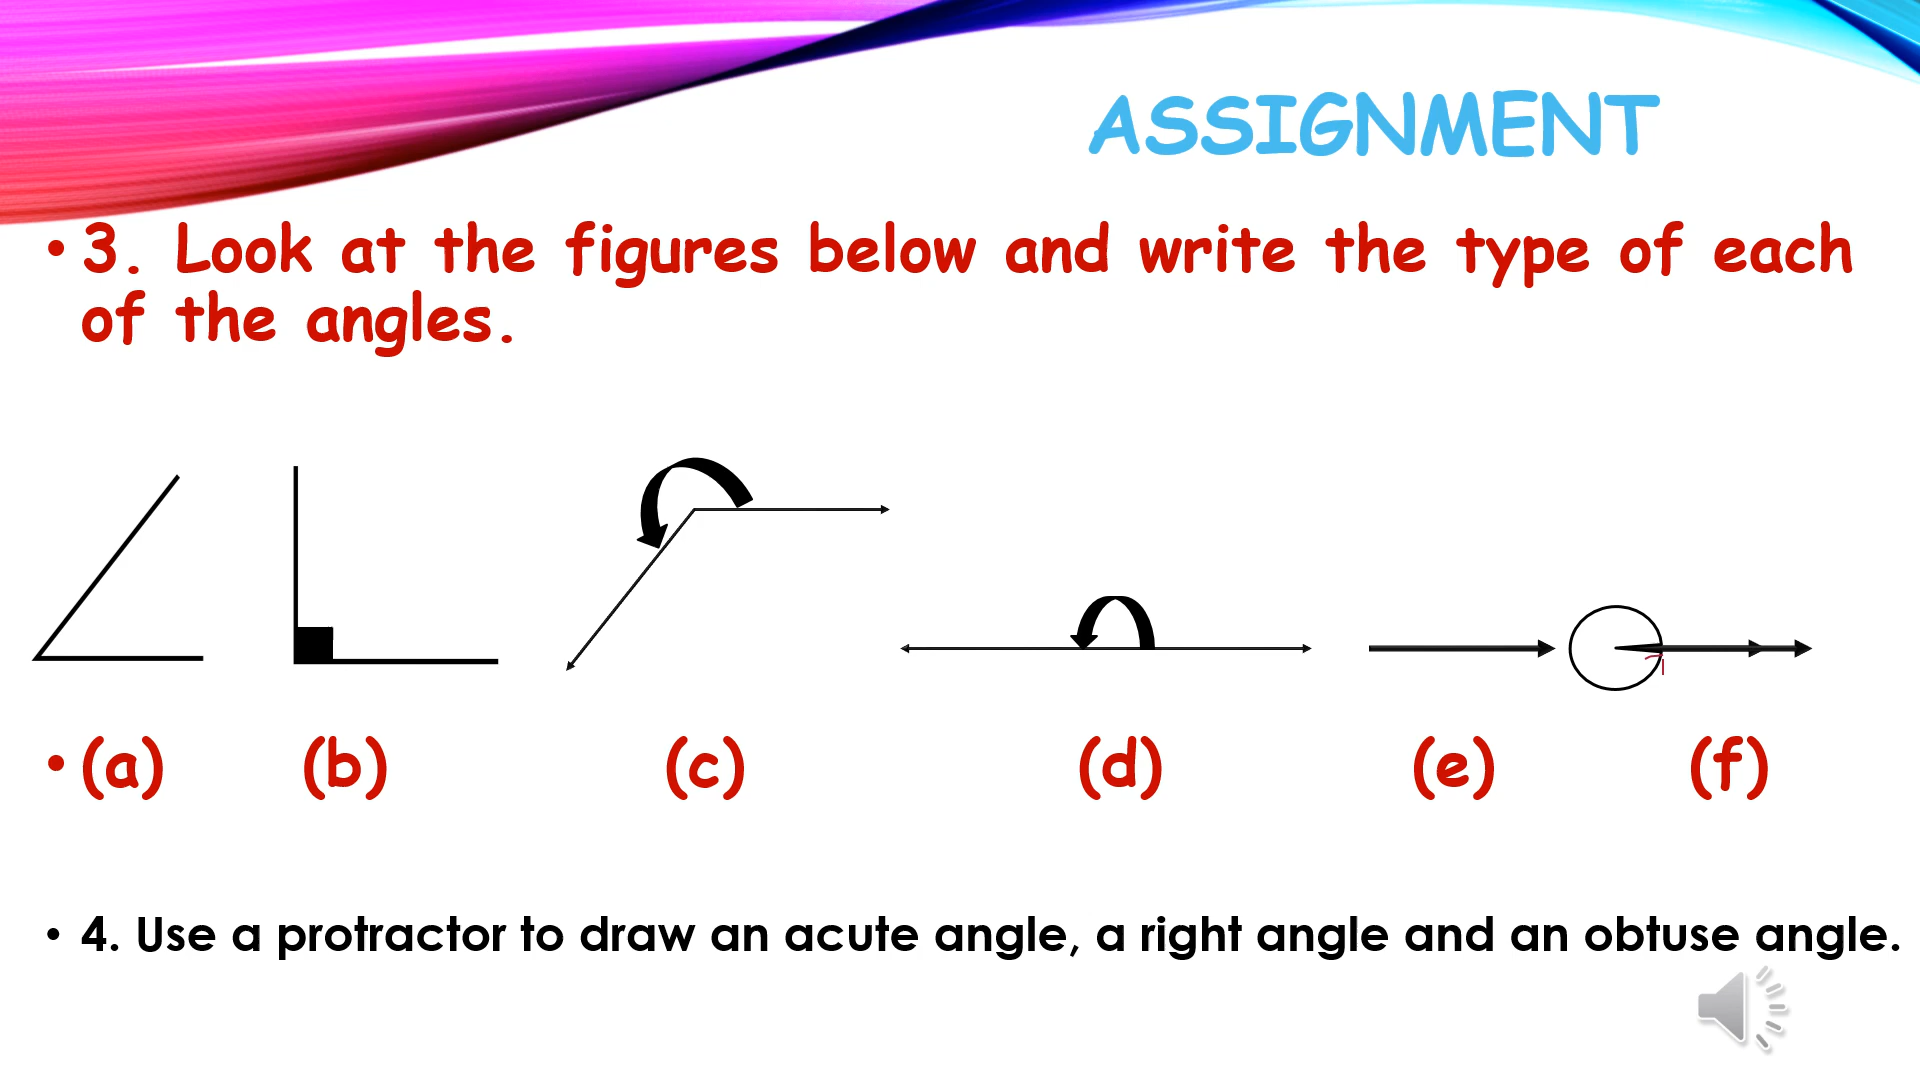 ASSIGNMENT
• 3. Look at the figures below and write the type of each
of the angles.
• (a) (b) (c) (d) (e) (f)
• 4. Use a protractor to draw an acute angle, a right angle and an obtuse angle.